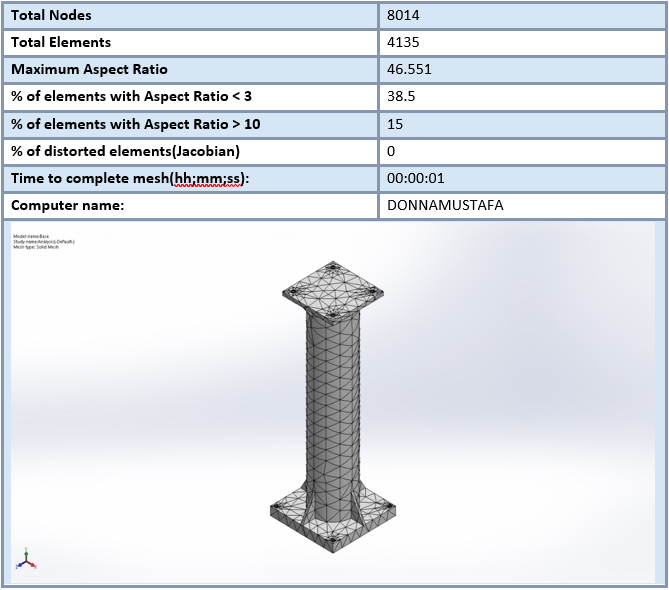 Total Nodes 8014
Total Elements 4135
Maximum Aspect Ratio 46.551
% of elements with Aspect Ratio < 3 38.5
% of elements with Aspect Ratio > 10 15
% of distorted elements(Jacobian) 0
Time to complete mesh(hh;mm;ss): 00:00:01
Computer name: DONNAMUSTAFA
Model name:Base
Study name:Analysis(-Default-)
Mesh type: Solid Mesh